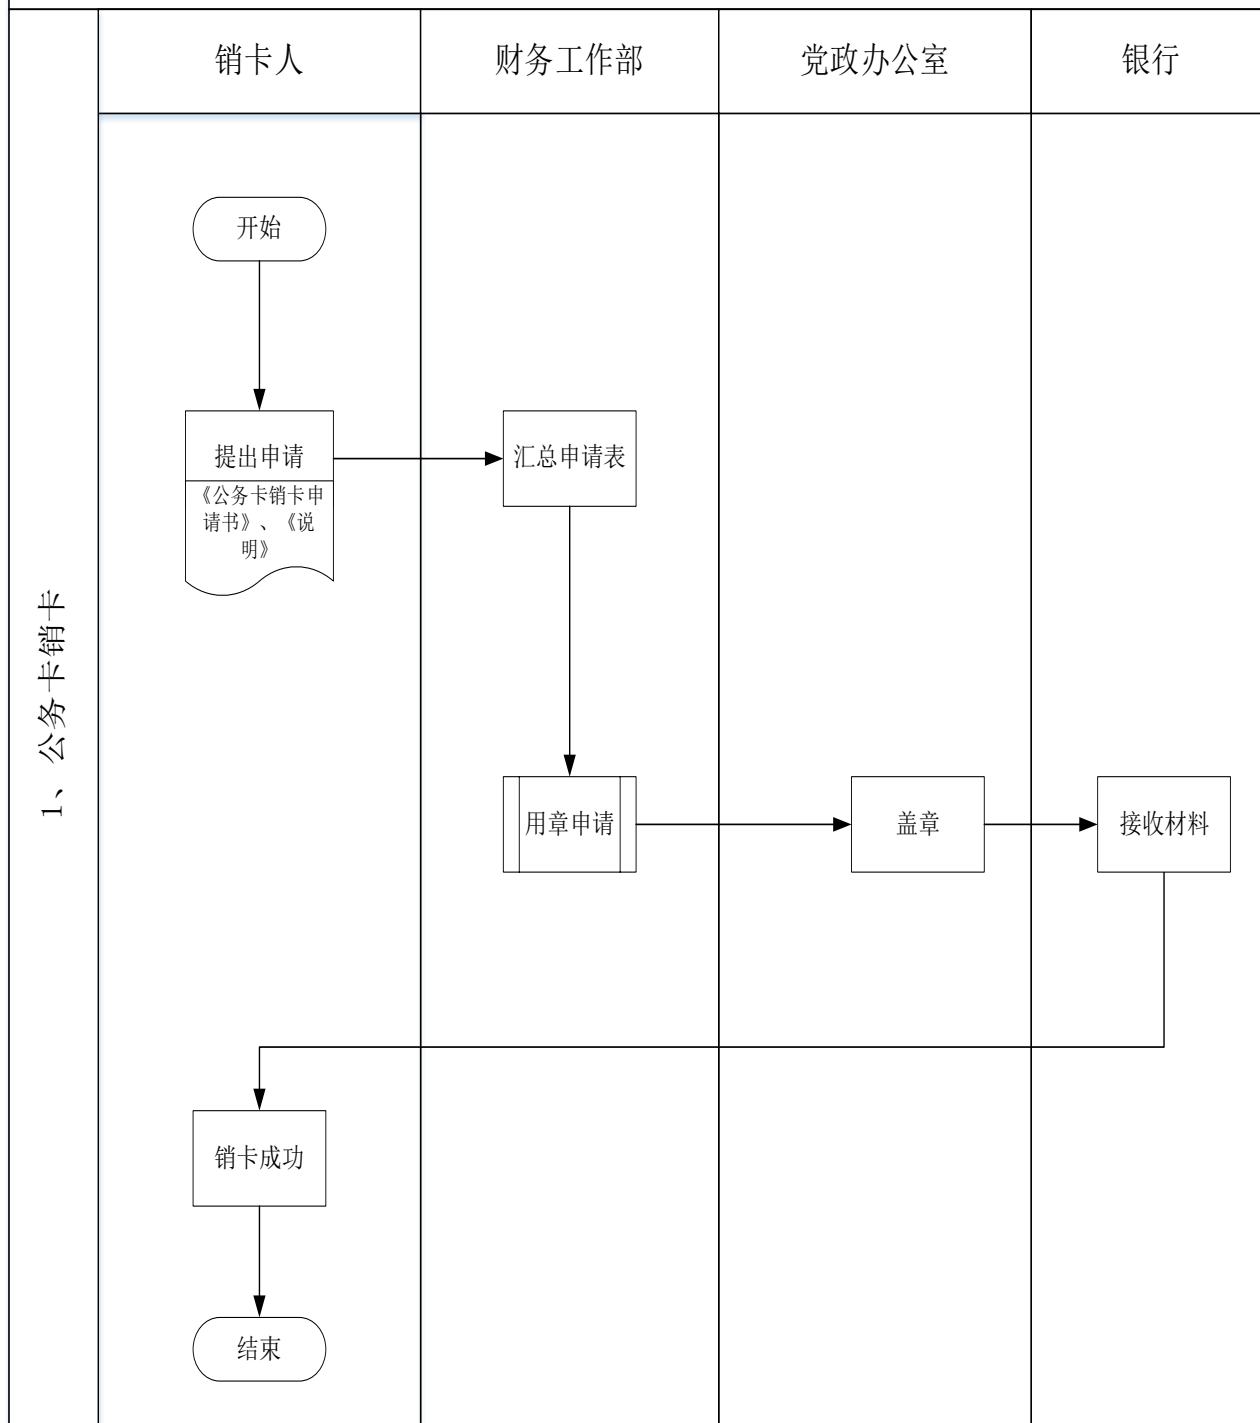 销卡人
财务工作部
党政办公室
银行
1、公务卡销卡
开始
提出申请
《公务卡销卡申
请书》、《说
明》
汇总申请表
用章申请
盖章
接收材料
销卡成功
结束